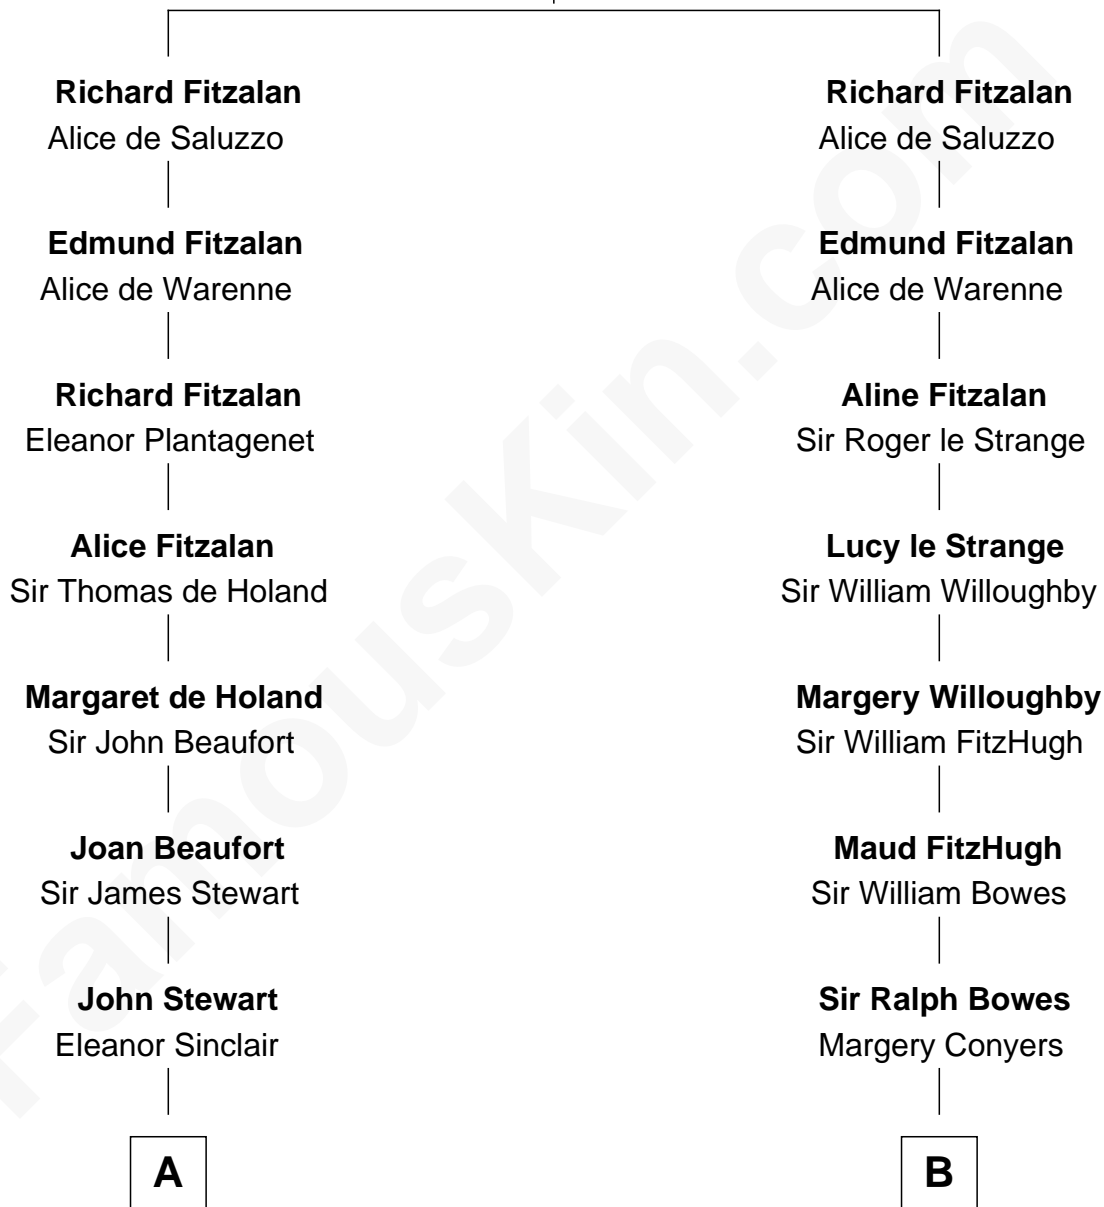 Richard Fitzalan
Alice de Saluzzo
Edmund Fitzalan
Alice de Warenne
Richard Fitzalan
Eleanor Plantagenet
Alice Fitzalan
Sir Thomas de Holand
Margaret de Holand
Sir John Beaufort
Joan Beaufort
Sir James Stewart
John Stewart
Eleanor Sinclair
A
Richard Fitzalan
Alice de Saluzzo
Edmund Fitzalan
Alice de Warenne
Aline Fitzalan
Sir Roger le Strange
Lucy le Strange
Sir William Willoughby
Margery Willoughby
Sir William FitzHugh
Maud FitzHugh
Sir William Bowes
Sir Ralph Bowes
Margery Conyers
B
FamousKin.com